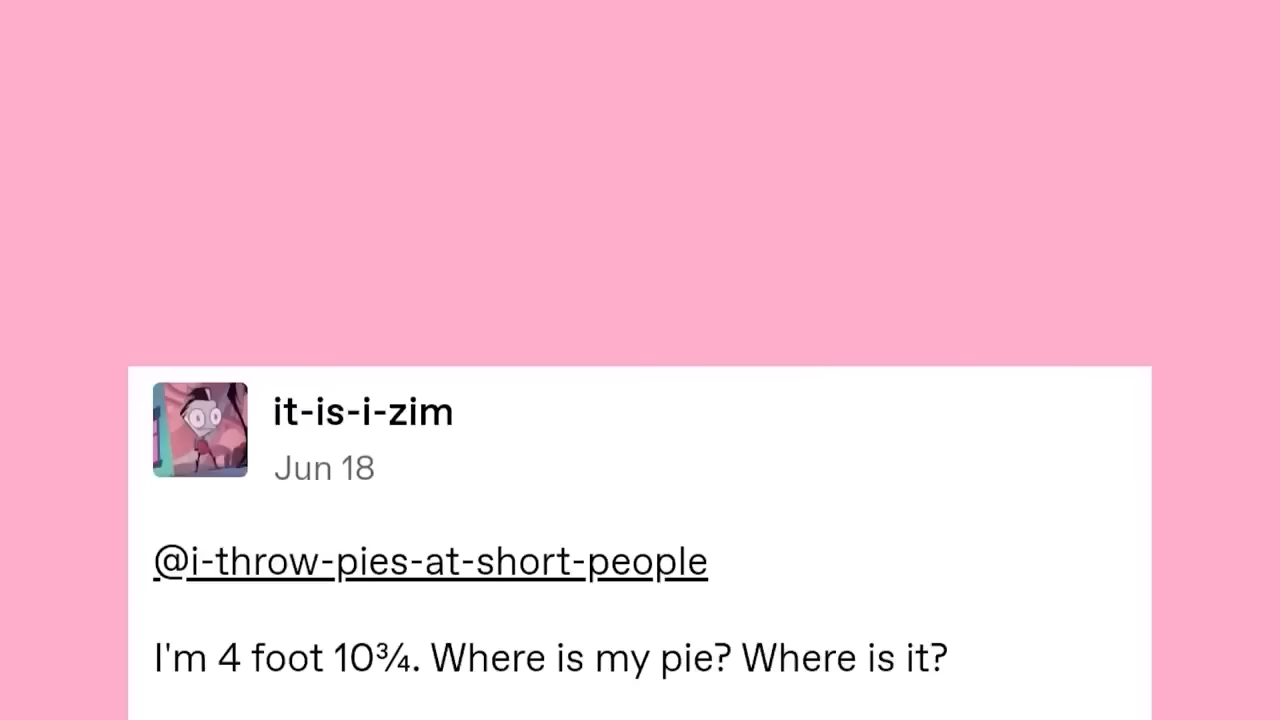 it-is-i-zim
Jun 18
@i-throw-pies-at-short-people
I'm 4 foot 10¾. Where is my pie? Where is it?